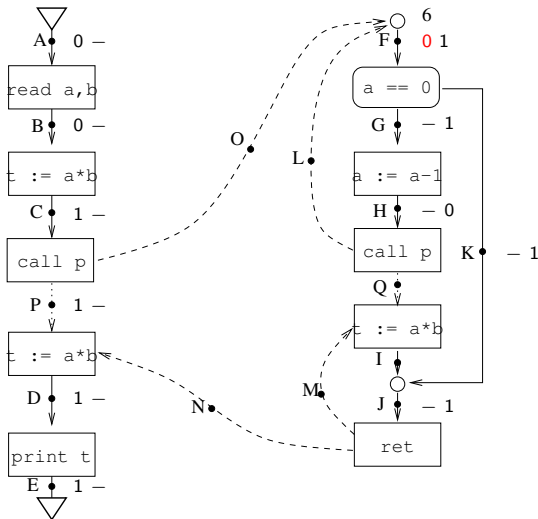 A 0 –
read a,b
B 0 –
t := a*b
C 1 –
call p
P 1 –
t := a*b
D 1 –
print t
E 1 –
O
L
N
M
6
F 0 1
a == 0
G – 1
a := a-1
H – 0
call p
K – 1
Q
t := a*b
I
J – 1
ret